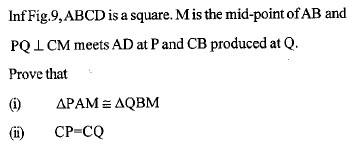 Inf Fig.9, ABCD is a square. M is the mid-point of AB and
PQ ⊥ CM meets AD at P and CB produced at Q.
Prove that
(i) ΔPAM ≅ ΔQBM
(ii) CP=CQ